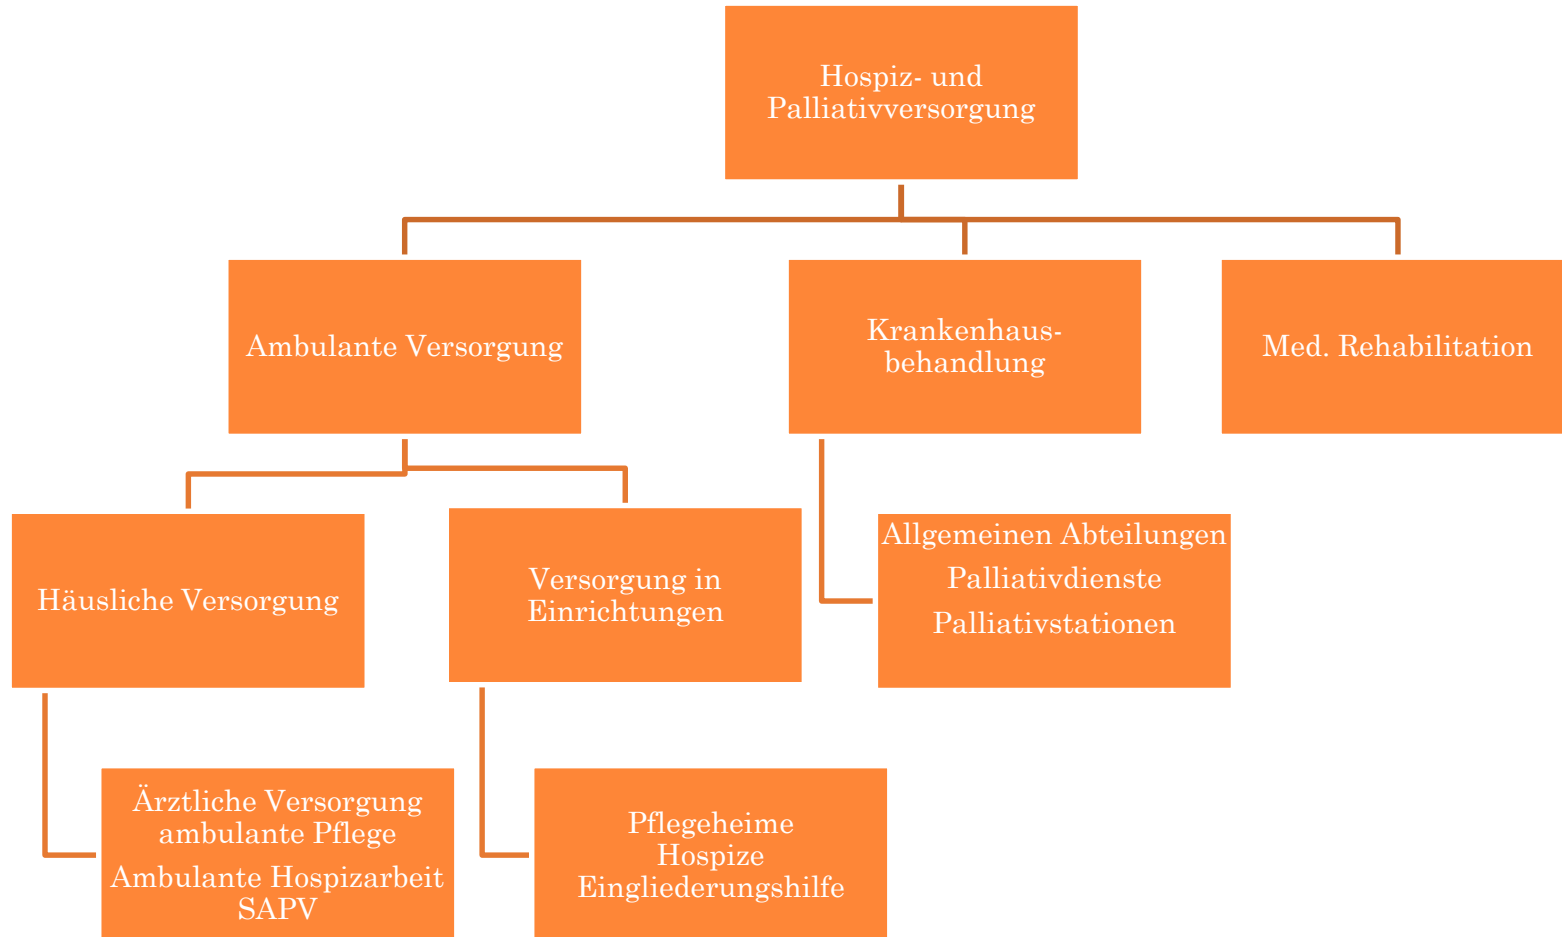 Hospiz- und
Palliativversorgung
Ambulante Versorgung
Krankenhaus-
behandlung
Med. Rehabilitation
Häusliche Versorgung
Versorgung in
Einrichtungen
Allgemeinen Abteilungen
Palliativdienste
Palliativstationen
Ärztliche Versorgung
ambulante Pflege
Ambulante Hospizarbeit
SAPV
Pflegeheime
Hospize
Eingliederungshilfe